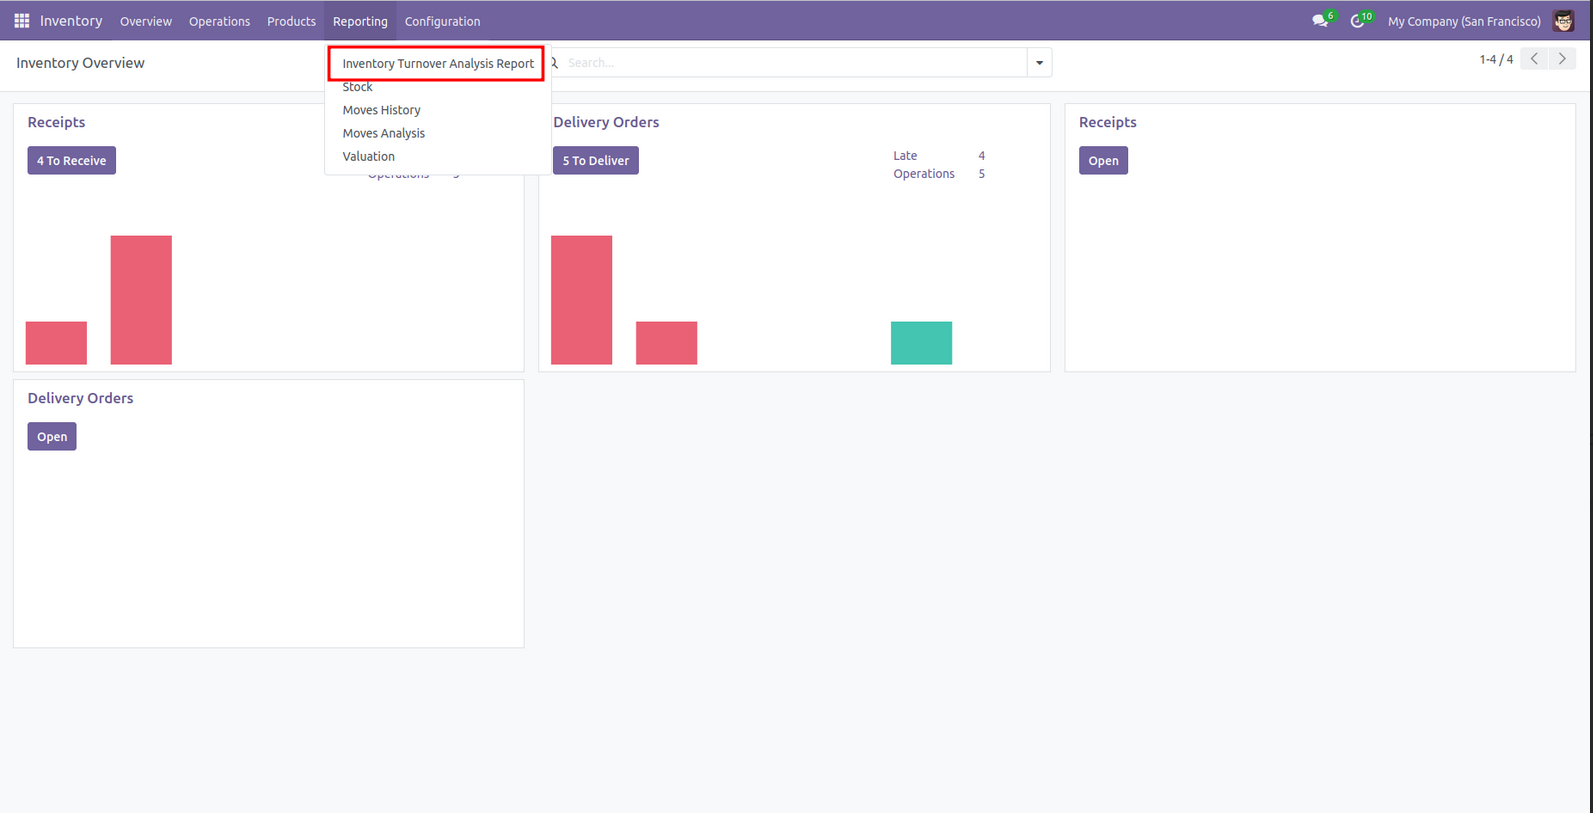 Inventory Overview Operations Products Reporting Configuration 6 10 My Company (San Francisco)
Inventory Overview
Search...
1-4 / 4
Inventory Turnover Analysis Report
Stock
Moves History
Moves Analysis
Valuation
Receipts
4 To Receive
Operations
Delivery Orders
5 To Deliver
Late 4
Operations 5
Receipts
Open
Delivery Orders
Open